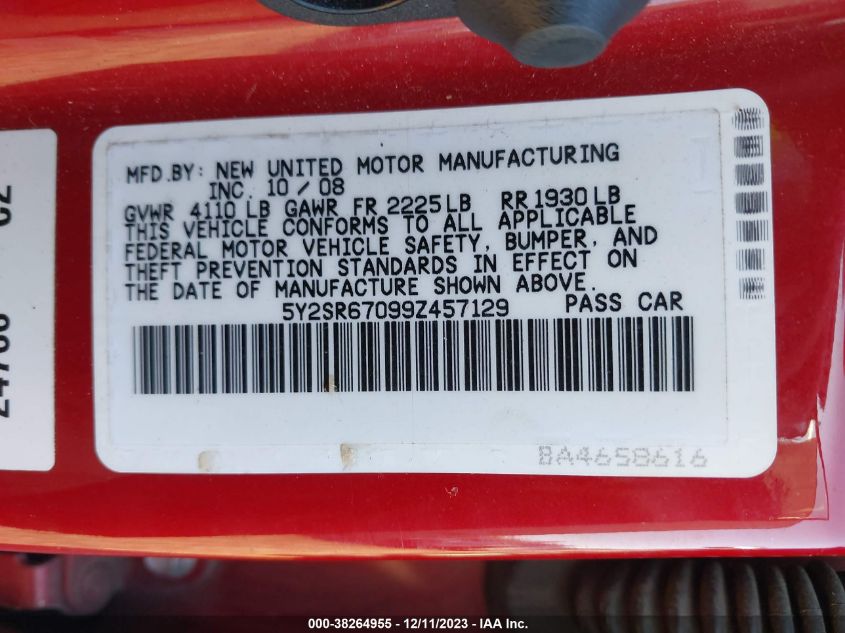 MFD.BY: NEW UNITED MOTOR MANUFACTURING
INC. 10 / 08
GVWR 4110 LB GAWR FR 2225 LB RR 1930 LB
THIS VEHICLE CONFORMS TO ALL APPLICABLE
FEDERAL MOTOR VEHICLE SAFETY, BUMPER, AND
THEFT PREVENTION STANDARDS IN EFFECT ON
THE DATE OF MANUFACTURE SHOWN ABOVE.
5Y2SR67099Z457129 PASS CAR
BA4658616
000-38264955 - 12/11/2023 - IAA Inc.